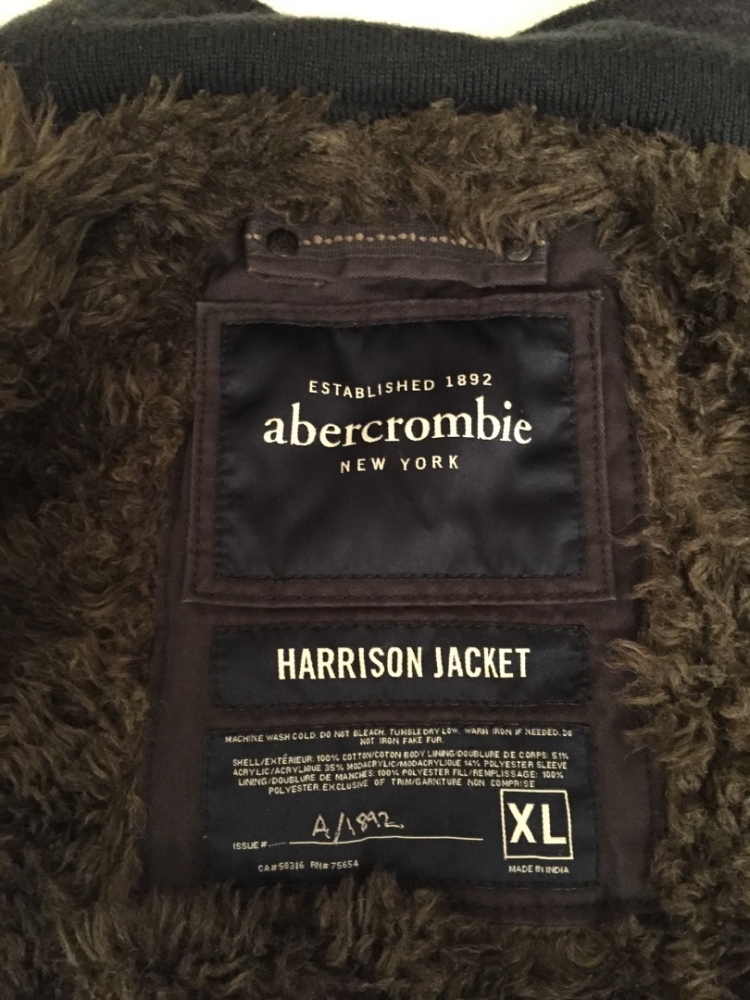 ESTABLISHED 1892
abercrombie
NEW YORK
HARRISON JACKET
MACHINE WASH COLD. DO NOT BLEACH. TUMBLE DRY LOW. WARM IRON IF NEEDED. DO
NOT IRON FAKE FUR.
SHELL/EXTÉRIEUR: 100% COTTON/COTON BODY LINING/DOUBLURE DE CORPS: 51%
ACRYLIC/ACRYLIQUE 35% MODACRYLIC/MODACRYLIQUE 14% POLYESTER SLEEVE
LINING/DOUBLURE DE MANCHES: 100% POLYESTER FILL/REMPLISSAGE: 100%
POLYESTER. EXCLUSIVE OF TRIM/GARNITURE NON COMPRISE
ISSUE #...... A/1892
XL
CA# 50316 RN# 75654
MADE IN INDIA